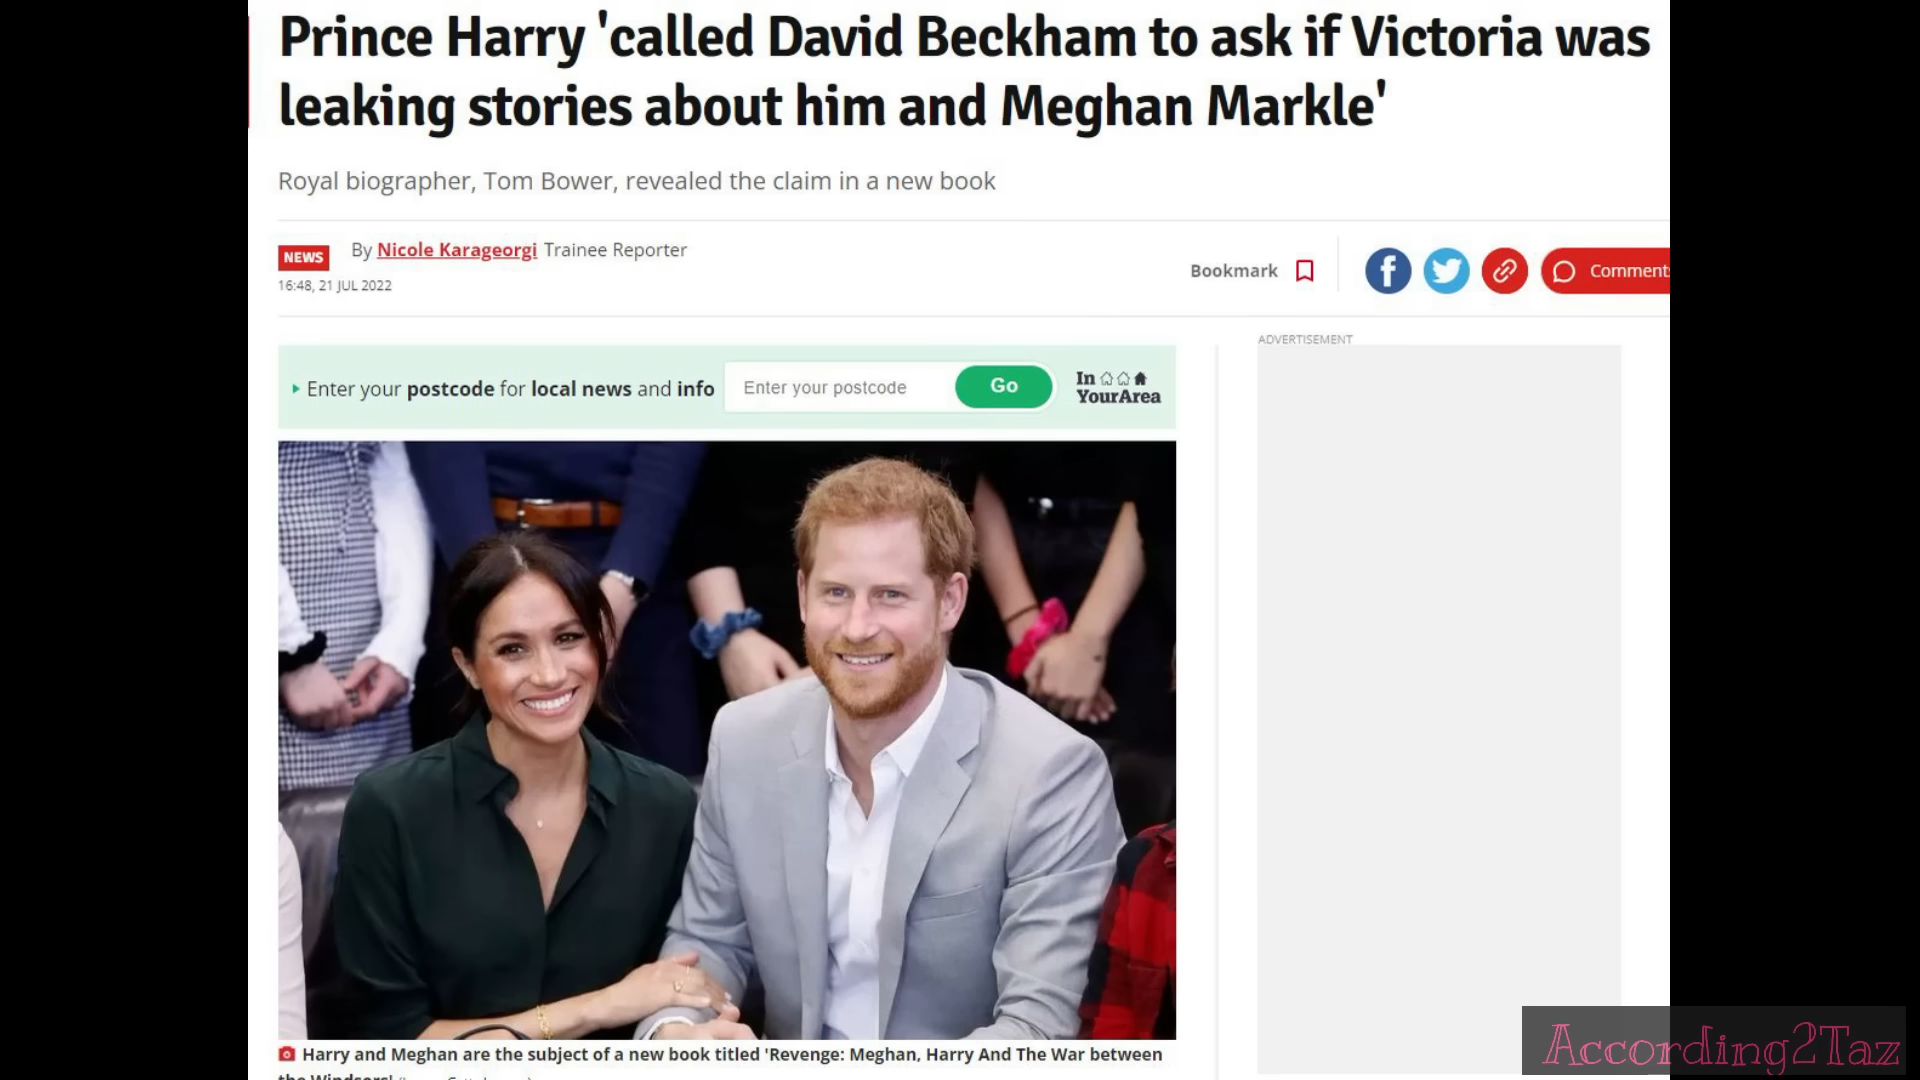 Prince Harry 'called David Beckham to ask if Victoria was
leaking stories about him and Meghan Markle'
Royal biographer, Tom Bower, revealed the claim in a new book
NEWS
By Nicole Karageorgi Trainee Reporter
16:48, 21 JUL 2022
Bookmark
Comment
ADVERTISEMENT
Enter your postcode for local news and info
Enter your postcode
Go
In
YourArea
Harry and Meghan are the subject of a new book titled 'Revenge: Meghan, Harry And The War between
According2Taz